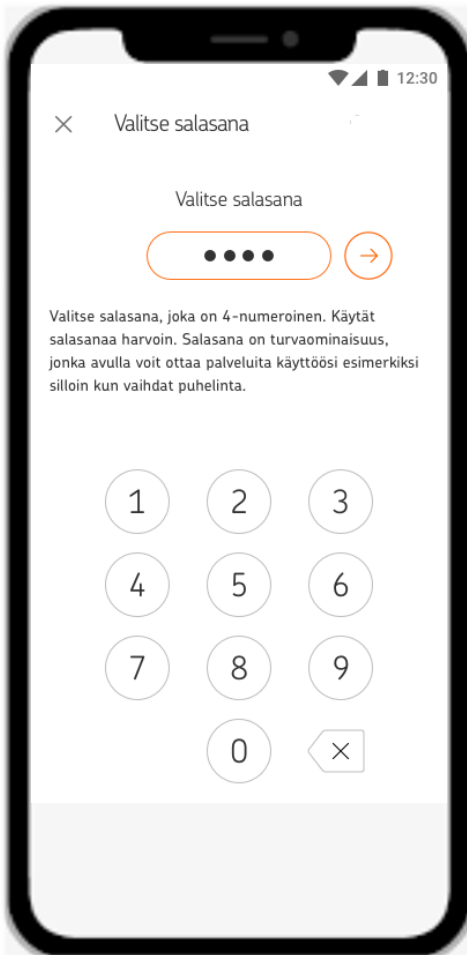 12:30
Valitse salasana
Valitse salasana
Valitse salasana, joka on 4-numeroinen. Käytät
salasanaa harvoin. Salasana on turvaominaisuus,
jonka avulla voit ottaa palveluita käyttöösi esimerkiksi
silloin kun vaihdat puhelinta.
1 2 3
4 5 6
7 8 9
0